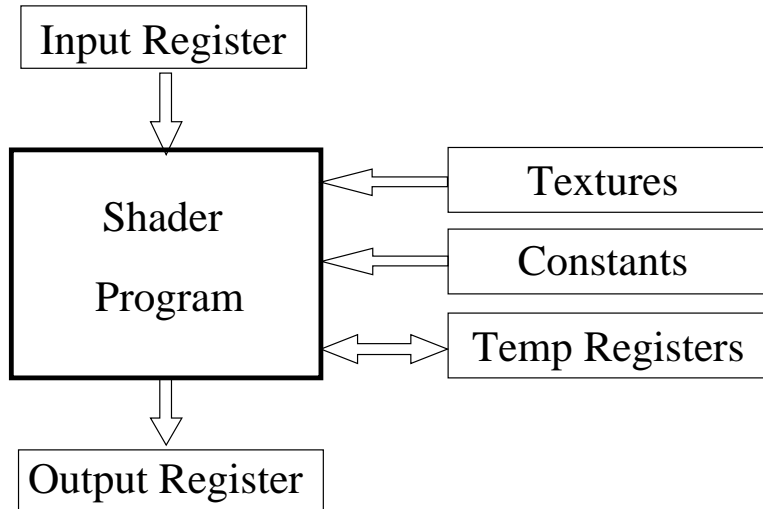 Input Register
Shader
Program
Textures
Constants
Temp Registers
Output Register